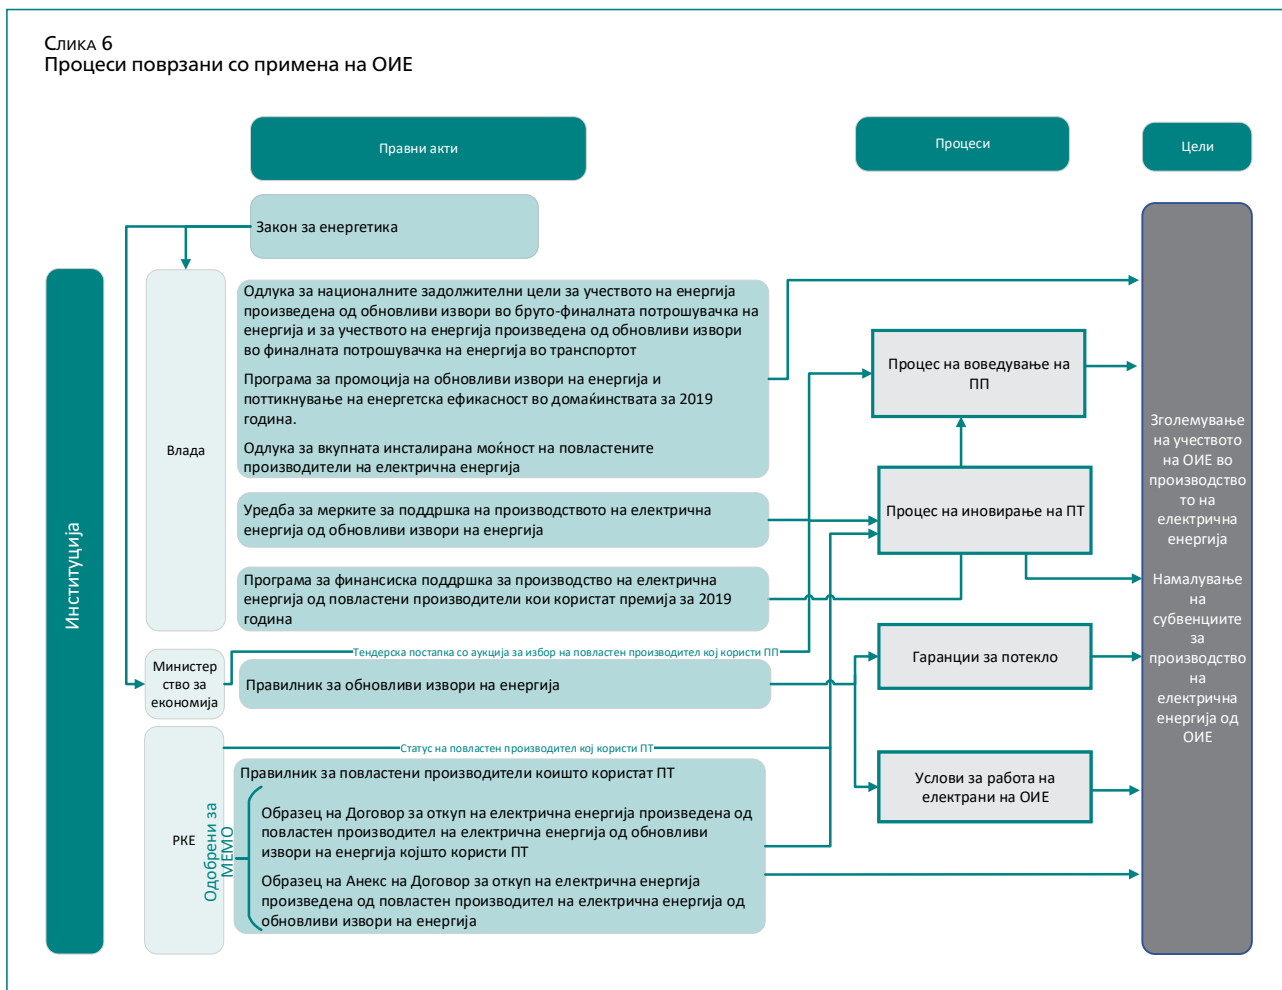 Слика 6
Процеси поврзани со примена на ОИЕ
Правни акти
Процеси
Цели
Институција
Закон за енергетика
Влада
Одлука за националните задолжителни цели за учеството на енергија
произведена од обновливи извори во бруто-финалната потрошувачка на
енергија и за учеството на енергија произведена од обновливи извори
во финалната потрошувачка на енергија во транспортот
Програма за промоција на обновливи извори на енергија и
поттикнување на енергетска ефикасност во домаќинствата за 2019
година.
Одлука за вкупната инсталирана моќност на повластените
производители на електрична енергија
Уредба за мерките за поддршка на производството на електрична
енергија од обновливи извори на енергија
Програма за финансиска поддршка за производство на електрична
енергија од повластени производители кои користат премија за 2019
година
Министер
ство за
економија
Тендерска постапка со аукција за избор на повластен производител кој користи ПП
Правилник за обновливи извори на енергија
РКЕ
Статус на повластен производител кој користи ПТ
Правилник за повластени производители коишто користат ПТ
Одобрени за
МЕМО
Образец на Договор за откуп на електрична енергија произведена од
повластен производител на електрична енергија од обновливи
извори на енергија којшто користи ПТ
Образец на Анекс на Договор за откуп на електрична енергија
произведена од повластен производител на електрична енергија од
обновливи извори на енергија
Процес на воведување на
ПП
Процес на иновирање на ПТ
Гаранции за потекло
Услови за работа на
електрани на ОИЕ
Зголемување
на учеството
на ОИЕ во
производство
то на
електрична
енергија
Намалување
на
субвенциите
за
производство
на
електрична
енергија од
ОИЕ